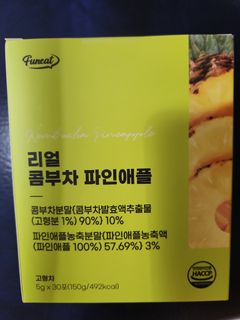 Funcat
Kombucha Pineapple
리얼
콤부차 파인애플
콤부차분말(콤부차발효액추출물
(고형분 1%) 90%) 10%
파인애플농축분말(파인애플농축액
(파인애플 100%) 57.69%) 3%
고형차
5g x 30포(150g/492kcal)
HACCP